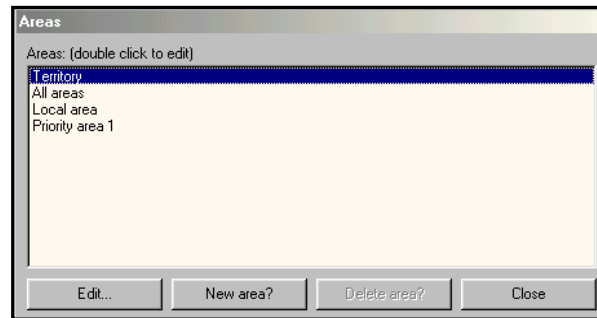 Areas
Areas: (double click to edit)
Territory
All areas
Local area
Priority area 1
Edit... New area? Delete area? Close